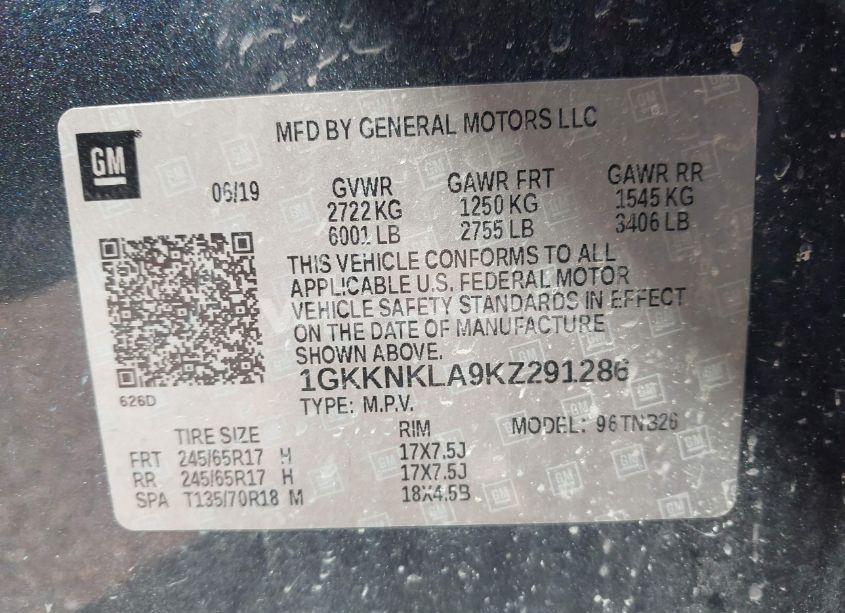 GM
MFD BY GENERAL MOTORS LLC
06/19
GVWR GAWR FRT GAWR RR
2722 KG 1250 KG 1545 KG
6001 LB 2755 LB 3406 LB
THIS VEHICLE CONFORMS TO ALL
APPLICABLE U.S. FEDERAL MOTOR
VEHICLE SAFETY STANDARDS IN EFFECT
ON THE DATE OF MANUFACTURE
SHOWN ABOVE.
1GKKNKLA9KZ291286
626D
TYPE: M.P.V.
TIRE SIZE RIM MODEL: 96TN326
FRT 245/65R17 H 17X7.5J
RR 245/65R17 H 17X7.5J
SPA T135/70R18 M 18X4.5B